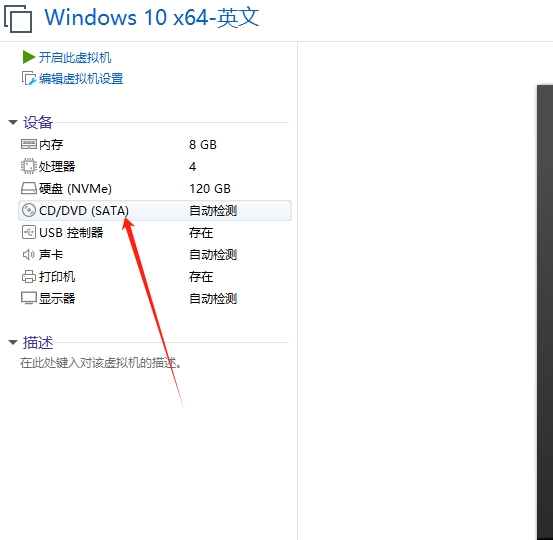 Windows 10 x64-英文
开启此虚拟机
编辑虚拟机设置
设备
内存 8 GB
处理器 4
硬盘 (NVMe) 120 GB
CD/DVD (SATA) 自动检测
USB 控制器 存在
声卡 自动检测
打印机 存在
显示器 自动检测
描述
在此处键入对该虚拟机的描述。